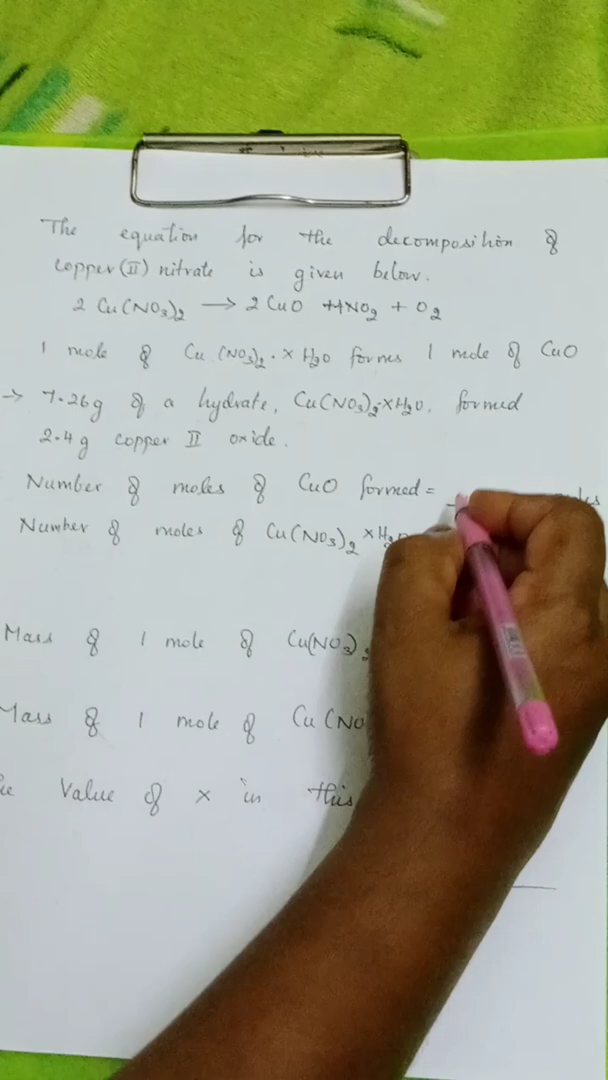 The equation for the decomposition of
copper (II) nitrate is given below.
2 Cu(NO₃)₂ → 2 CuO +4NO₂ + O₂
1 mole of Cu (NO₃)₂ . x H₂O forms 1 mole of CuO
→ 7.26g of a hydrate, Cu(NO₃)₂.xH₂O, formed
2.4g copper II oxide.
Number of moles of CuO formed =
Number of moles of Cu(NO₃)₂ xH₂O
Mass of 1 mole of Cu(NO₃)₂
Mass of 1 mole of Cu (NO
Value of x in this